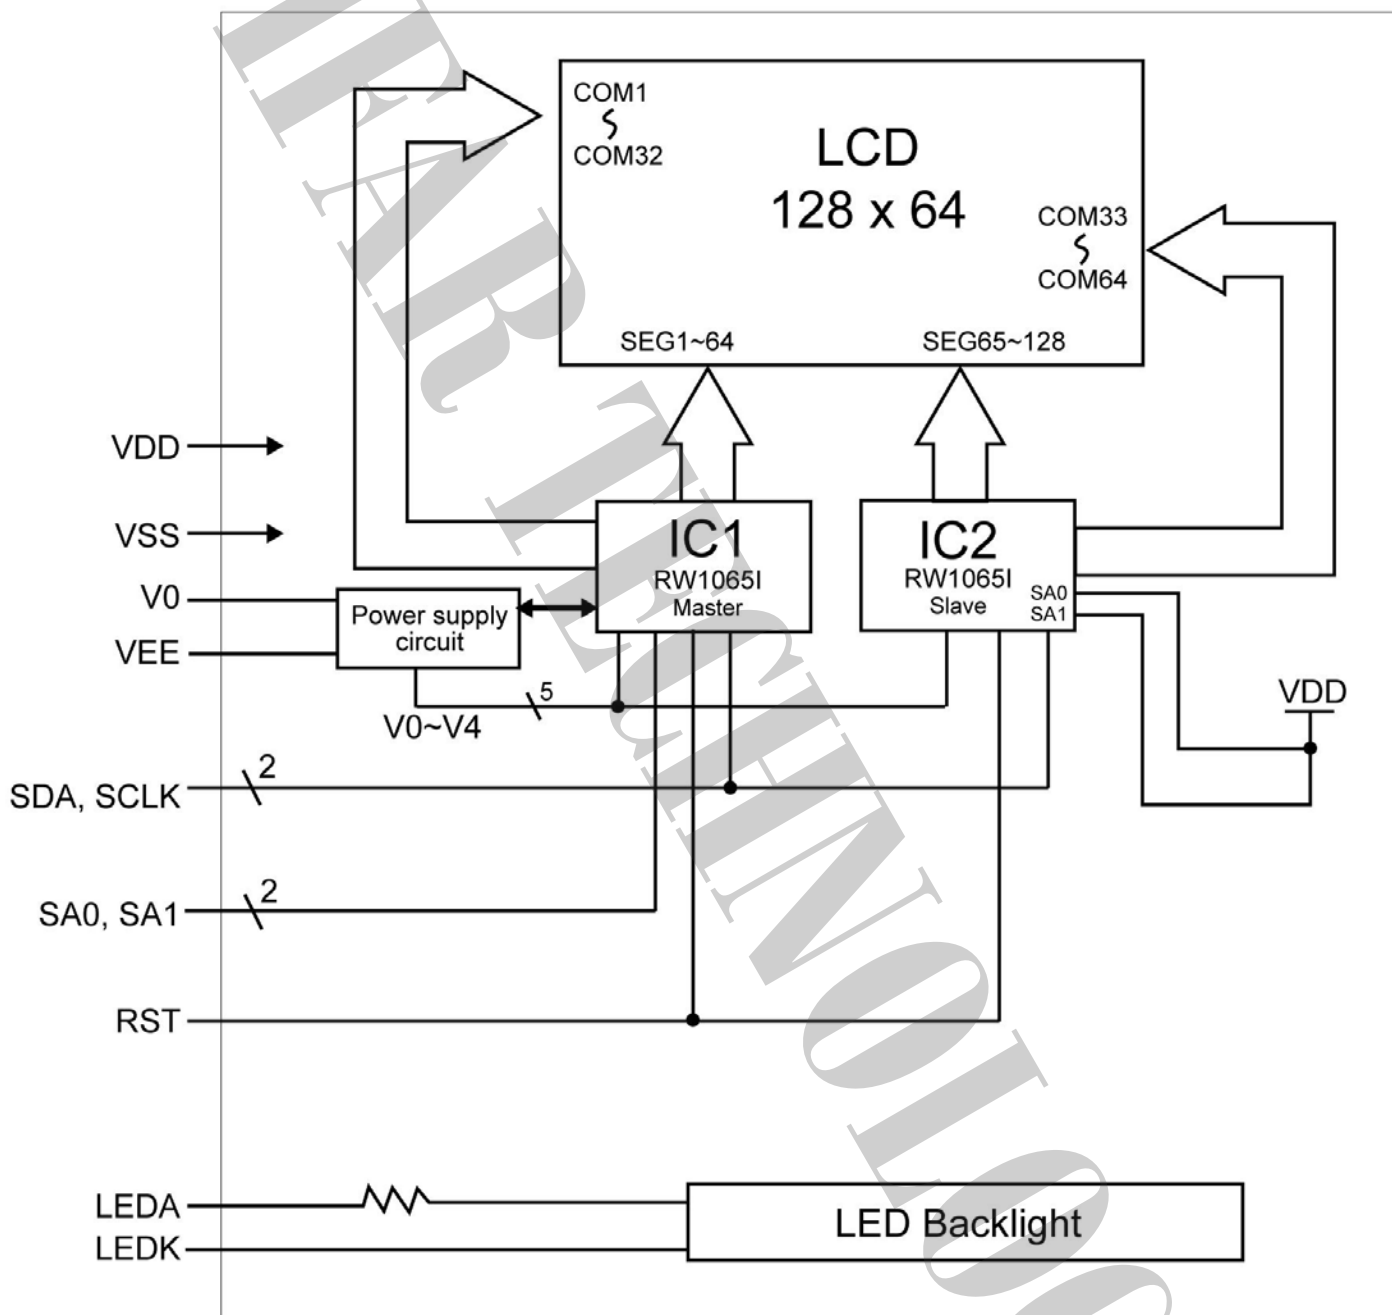 COM1
COM32
LCD
128 x 64
COM33
COM64
SEG1~64
SEG65~128
VDD
VSS
V0
VEE
Power supply
circuit
IC1
RW1065I
Master
IC2
RW1065I
Slave
SA0
SA1
VDD
5
V0~V4
2
SDA, SCLK
2
SA0, SA1
RST
LEDA
LEDK
LED Backlight
TECHNOLO